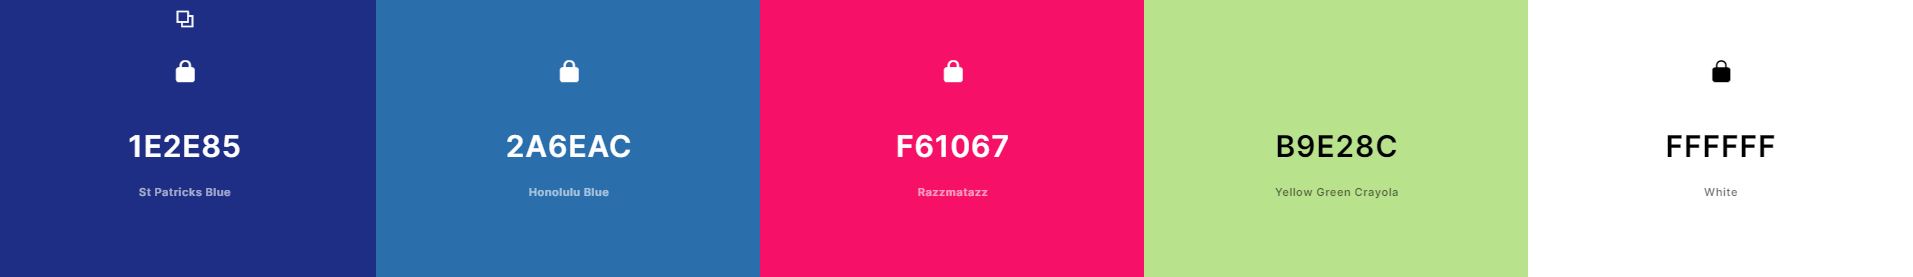 1E2E85
St Patricks Blue
2A6EAC
Honolulu Blue
F61067
Razzmatazz
B9E28C
Yellow Green Crayola
FFFFFF
White